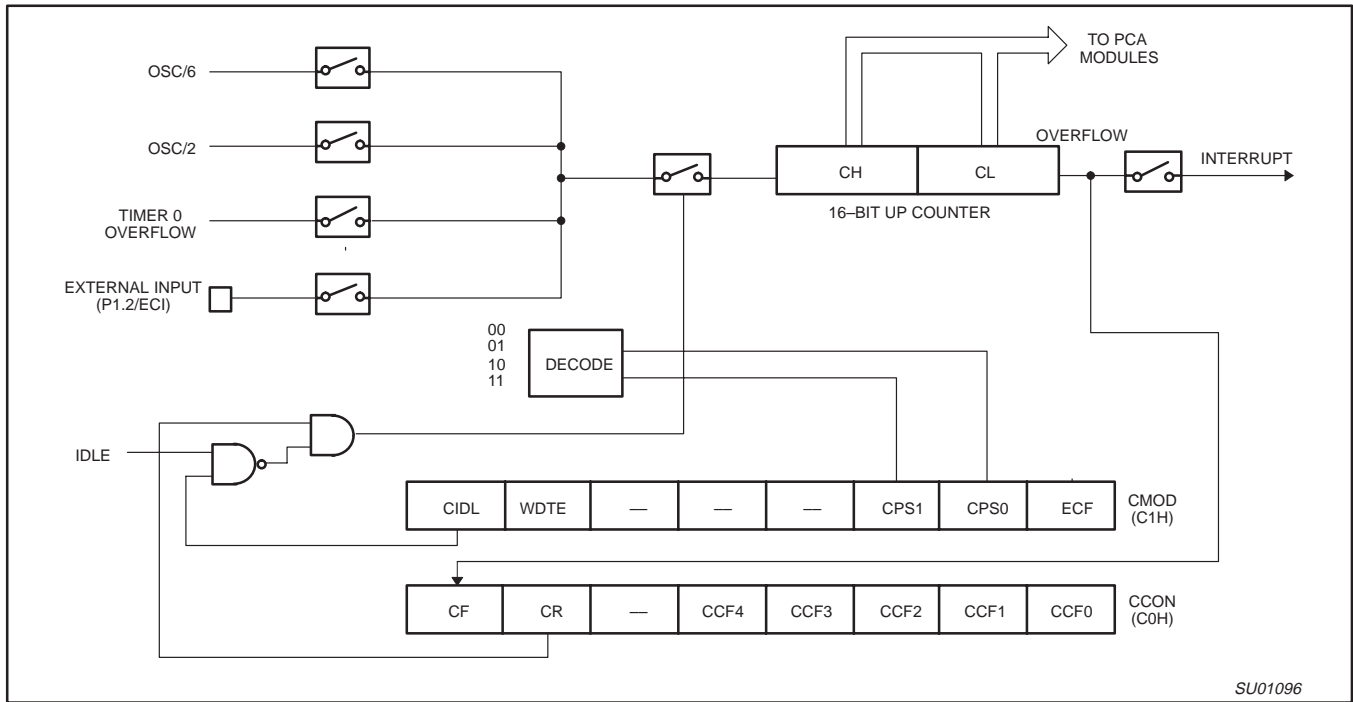 OSC/6
OSC/2
TIMER 0
OVERFLOW
EXTERNAL INPUT
(P1.2/ECI)
TO PCA
MODULES
OVERFLOW
CH
CL
INTERRUPT
16–BIT UP COUNTER
00
01
10
11
DECODE
IDLE
CIDL WDTE –– –– –– CPS1 CPS0 ECF
CMOD
(C1H)
CF CR –– CCF4 CCF3 CCF2 CCF1 CCF0
CCON
(C0H)
SU01096